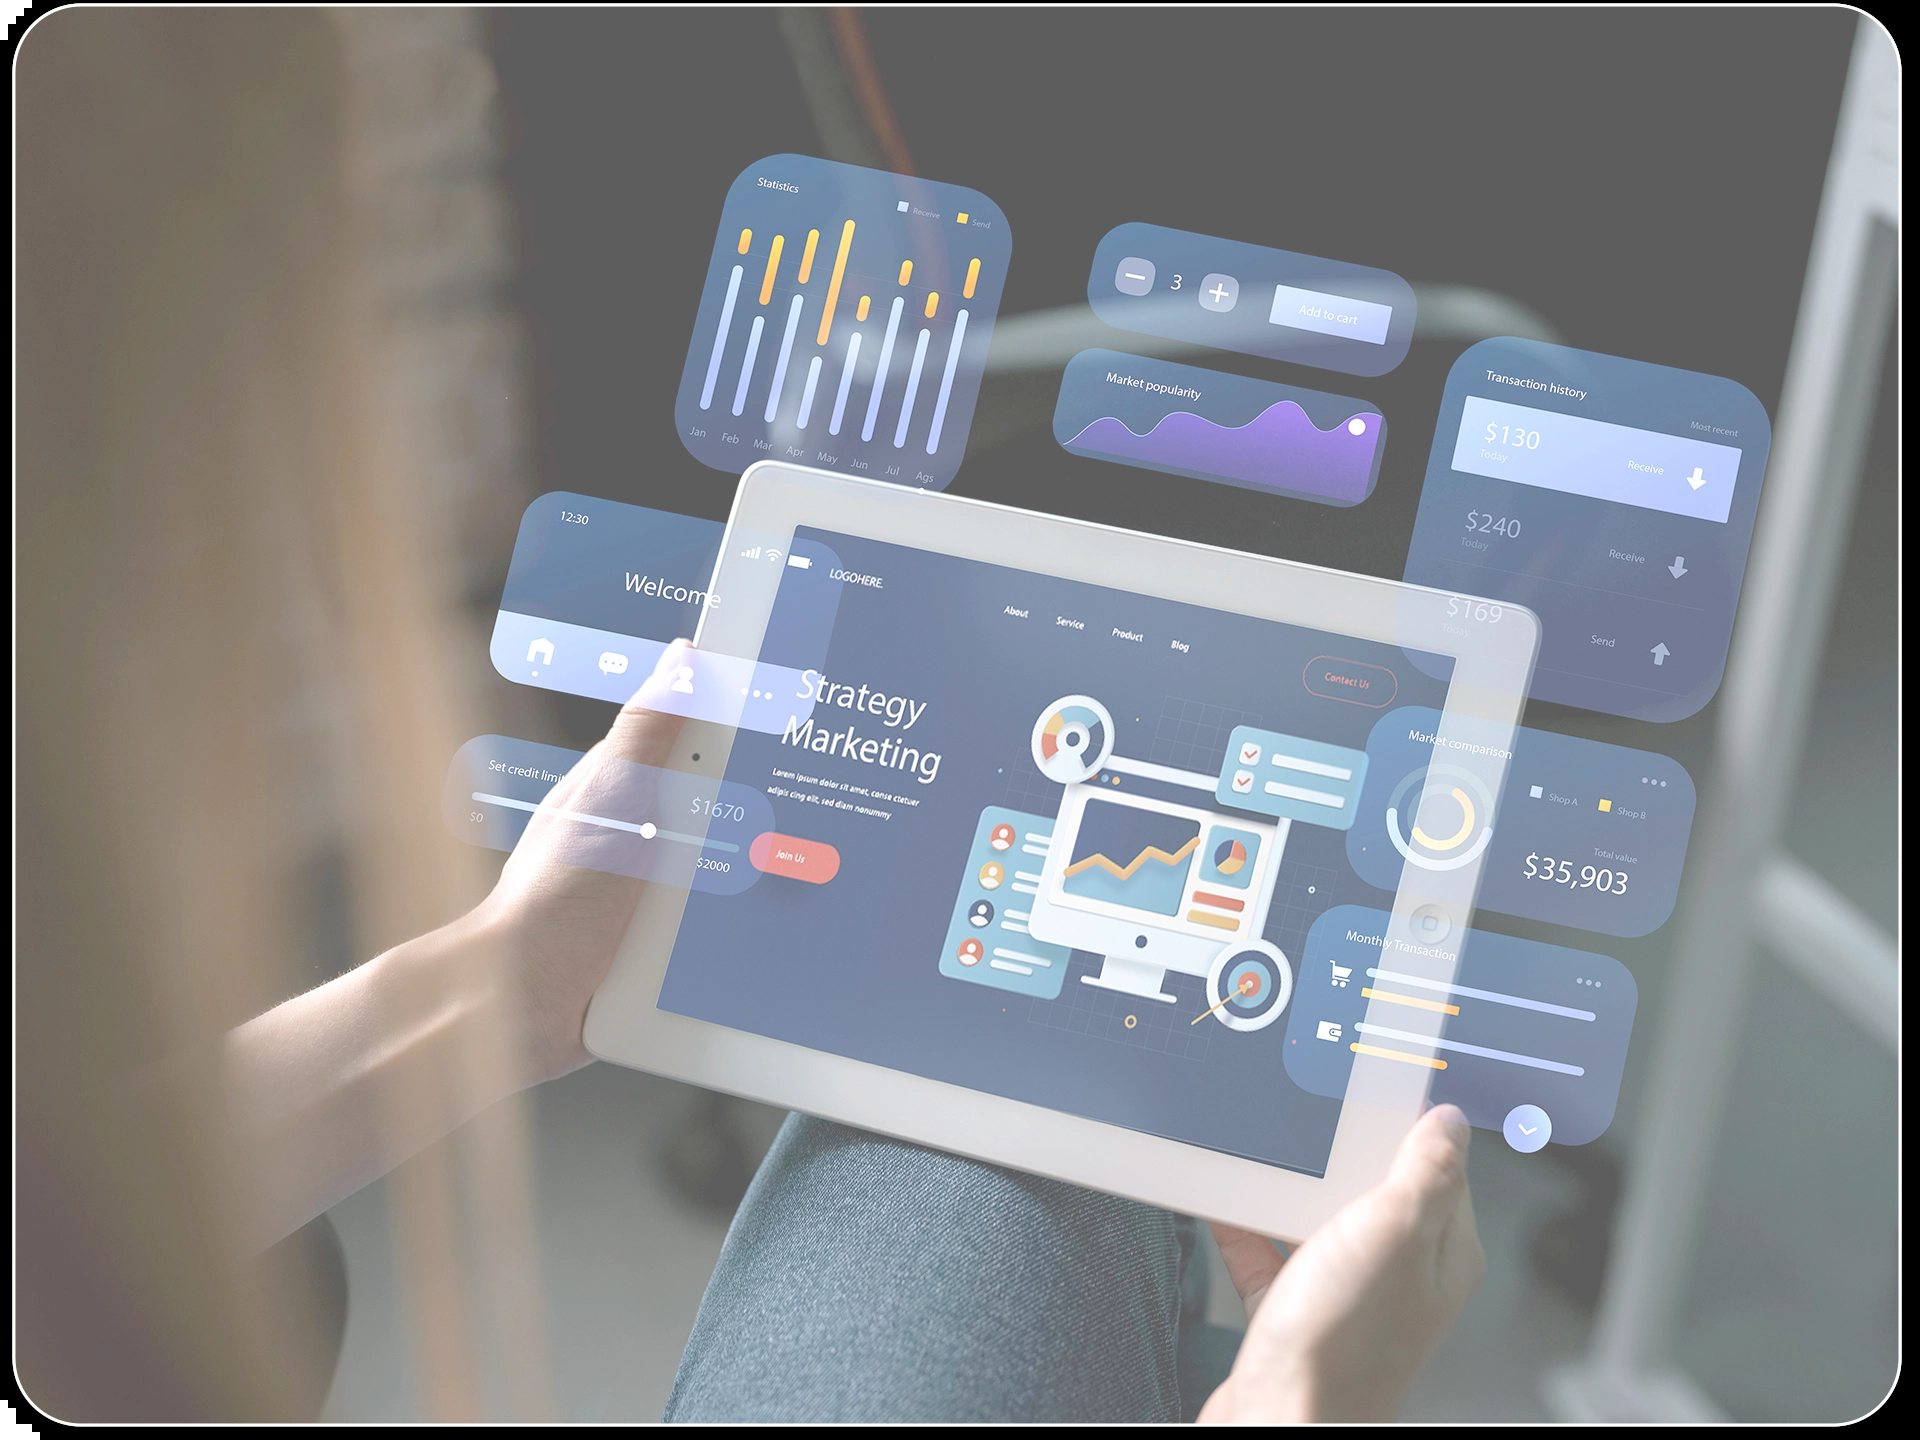 Statistics
Receive
Send
Jan
Feb
Mar
Apr
May
Jun
Jul
Ags
3
Add to cart
Market popularity
Transaction history
Most recent
$130
Today
Receive
$240
Today
Receive
$169
Today
Send
12:30
Welcome
LOGOHERE.
About
Service
Product
Blog
Contact Us
Strategy
Marketing
Lorem ipsum dolor sit amet, conse ctetuer
adipis cing elit, sed diam nonummy
Join Us
Set credit limit
$1670
$0
$2000
Market comparison
Shop A
Shop B
Total value
$35,903
Monthly Transaction